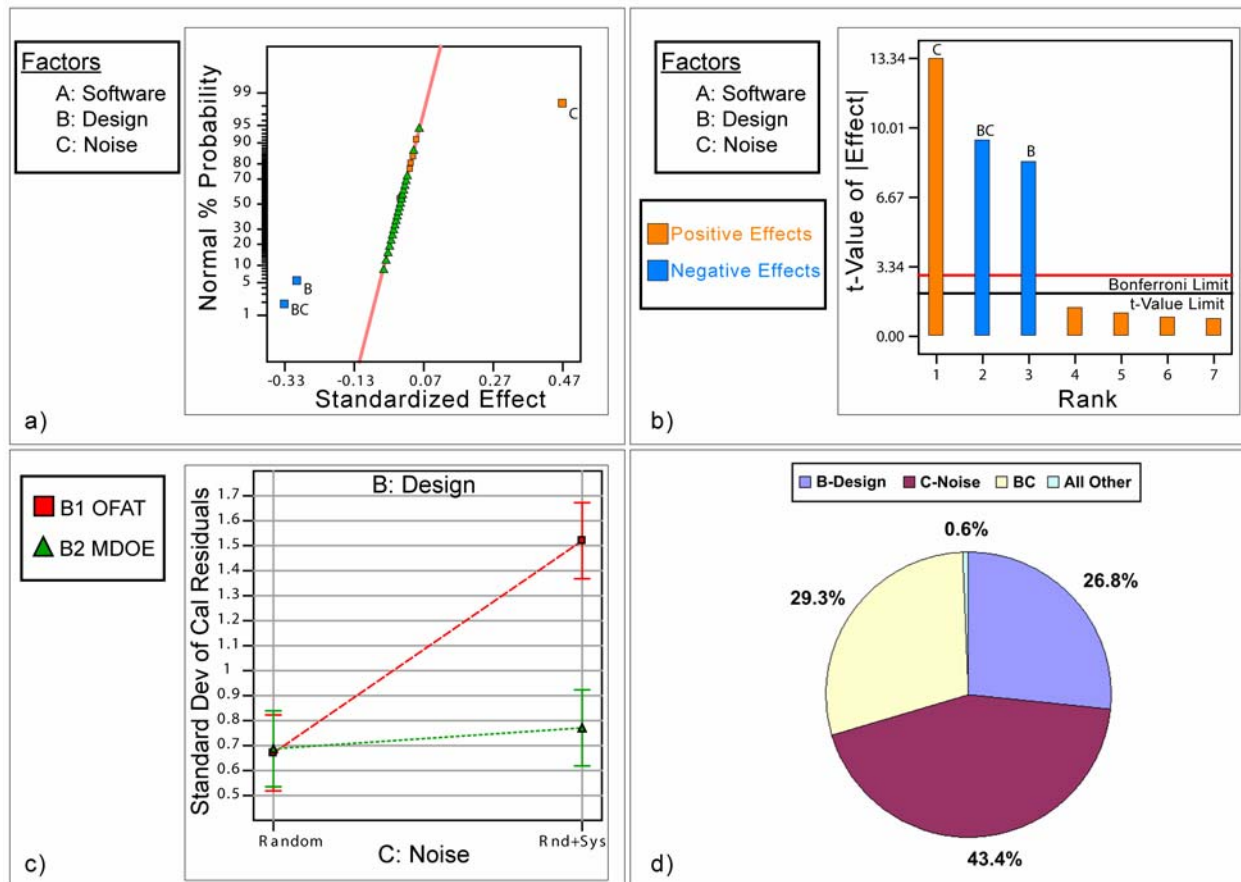 Factors
A: Software
B: Design
C: Noise
Normal % Probability
99
95
90
80
70
50
30
20
10
5
1
C
B
BC
-0.33
-0.13
0.07
0.27
0.47
Standardized Effect
a)
Factors
A: Software
B: Design
C: Noise
Positive Effects
Negative Effects
t-Value of |Effect|
13.34
10.01
6.67
3.34
0.00
C
BC
B
Bonferroni Limit
t-Value Limit
1 2 3 4 5 6 7
Rank
b)
B1 OFAT
B2 MDOE
B: Design
Standard Dev of Cal Residuals
1.7
1.6
1.5
1.4
1.3
1.2
1.1
1
0.9
0.8
0.7
0.6
0.5
Random
Rnd+Sys
C: Noise
c)
B-Design C-Noise BC All Other
0.6%
29.3%
26.8%
43.4%
d)